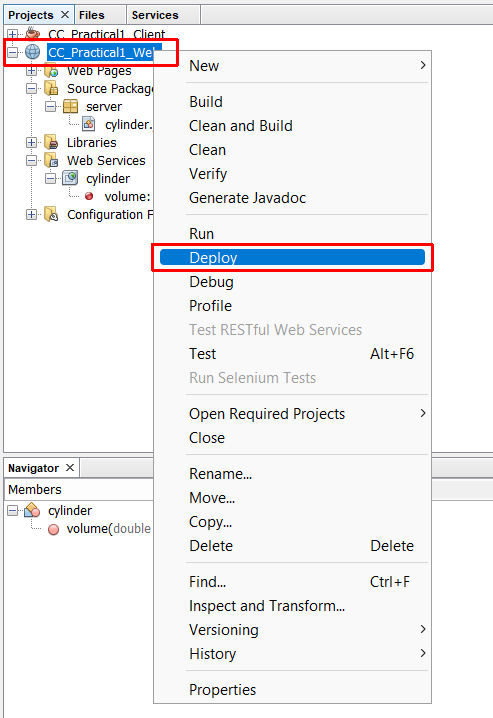 Projects × Files Services
CC_Practical1_Client
CC_Practical1_We
Web Pages
Source Package
server
cylinder.
Libraries
Web Services
cylinder
volume:
Configuration F
New
Build
Clean and Build
Clean
Verify
Generate Javadoc
Run
Deploy
Debug
Profile
Test RESTful Web Services
Test Alt+F6
Run Selenium Tests
Open Required Projects
Close
Rename...
Move...
Copy...
Delete Delete
Find... Ctrl+F
Inspect and Transform...
Versioning
History
Properties
Navigator ×
Members
cylinder
volume(double